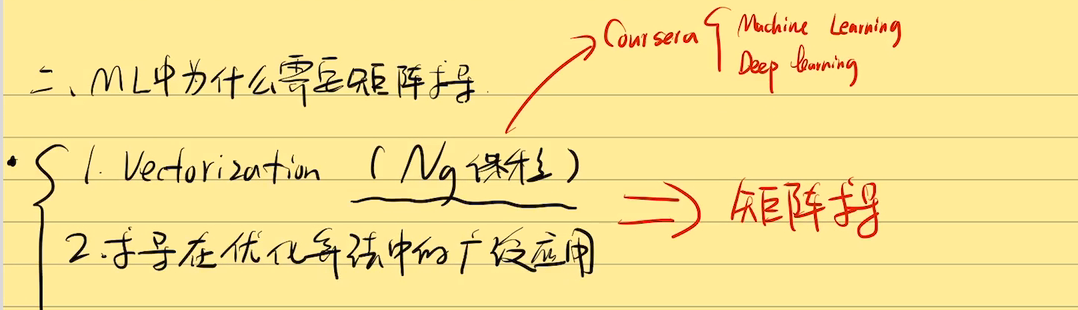 Coursera { Machine Learning
Deep learning
二、ML中为什么需要矩阵求导
1. Vectorization (Ng 课程)
⇒ 矩阵求导
2. 求导在优化算法中的广泛应用